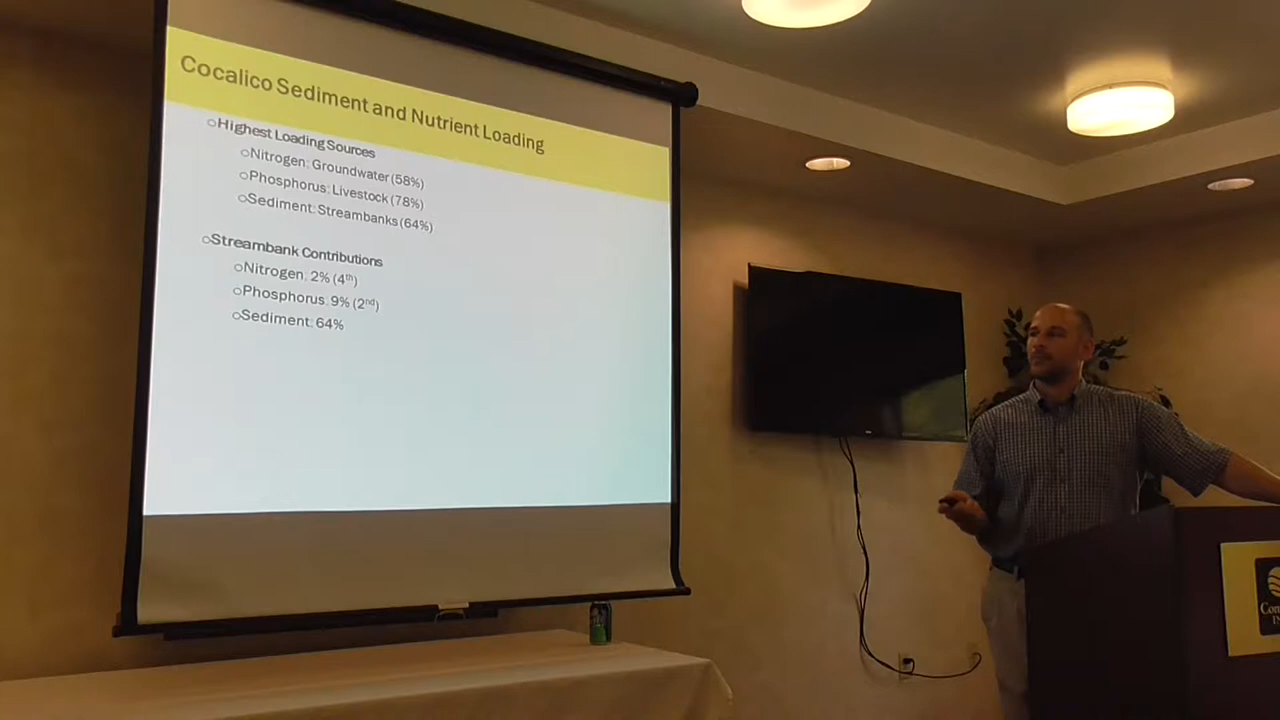 Cocalico Sediment and Nutrient Loading
○Highest Loading Sources
○Nitrogen: Groundwater (58%)
○Phosphorus: Livestock (78%)
○Sediment: Streambanks (64%)
○Streambank Contributions
○Nitrogen: 2% (4th)
○Phosphorus: 9% (2nd)
○Sediment: 64%